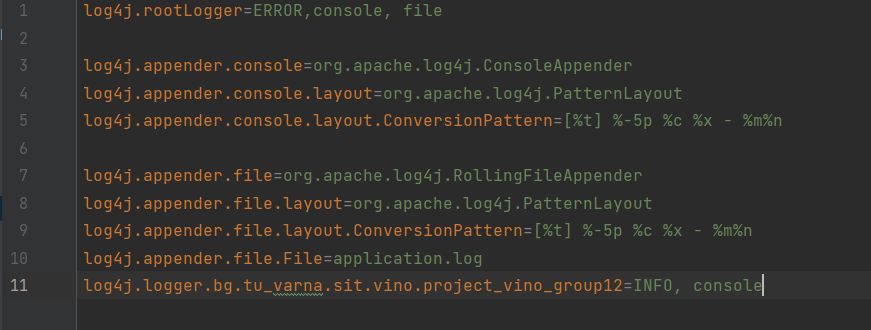 1 log4j.rootLogger=ERROR,console, file
2
3 log4j.appender.console=org.apache.log4j.ConsoleAppender
4 log4j.appender.console.layout=org.apache.log4j.PatternLayout
5 log4j.appender.console.layout.ConversionPattern=[%t] %-5p %c %x - %m%n
6
7 log4j.appender.file=org.apache.log4j.RollingFileAppender
8 log4j.appender.file.layout=org.apache.log4j.PatternLayout
9 log4j.appender.file.layout.ConversionPattern=[%t] %-5p %c %x - %m%n
10 log4j.appender.file.File=application.log
11 log4j.logger.bg.tu_varna.sit.vino.project_vino_group12=INFO, console